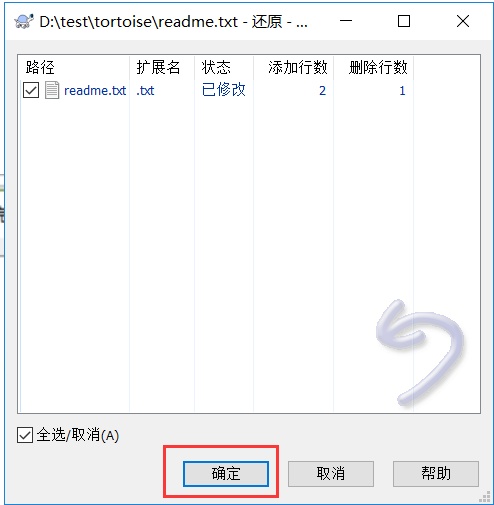 D:\test\tortoise\readme.txt - 还原 - ...
路径 扩展名 状态 添加行数 删除行数
readme.txt .txt 已修改 2 1
全选/取消(A)
确定 取消 帮助